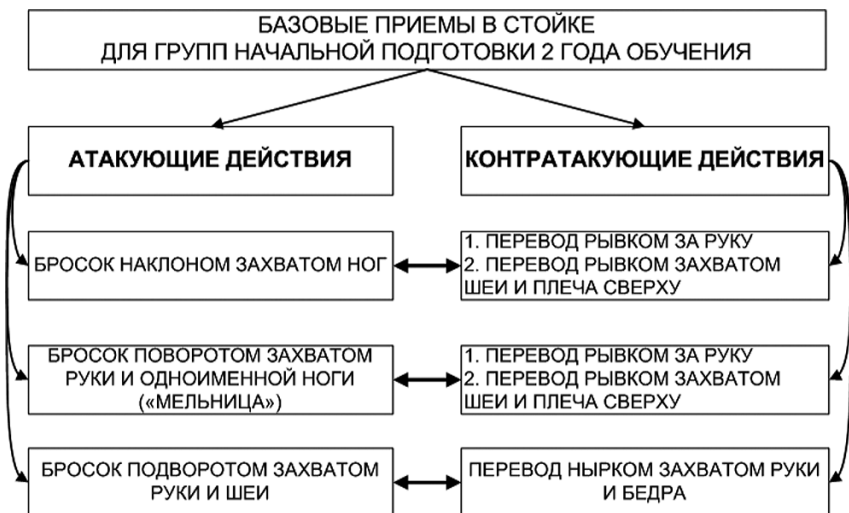 БАЗОВЫЕ ПРИЕМЫ В СТОЙКЕ
ДЛЯ ГРУПП НАЧАЛЬНОЙ ПОДГОТОВКИ 2 ГОДА ОБУЧЕНИЯ
АТАКУЮЩИЕ ДЕЙСТВИЯ
КОНТРАТАКУЮЩИЕ ДЕЙСТВИЯ
БРОСОК НАКЛОНОМ ЗАХВАТОМ НОГ
1. ПЕРЕВОД РЫВКОМ ЗА РУКУ
2. ПЕРЕВОД РЫВКОМ ЗАХВАТОМ
ШЕИ И ПЛЕЧА СВЕРХУ
БРОСОК ПОВОРОТОМ ЗАХВАТОМ
РУКИ И ОДНОИМЕННОЙ НОГИ
(«МЕЛЬНИЦА»)
1. ПЕРЕВОД РЫВКОМ ЗА РУКУ
2. ПЕРЕВОД РЫВКОМ ЗАХВАТОМ
ШЕИ И ПЛЕЧА СВЕРХУ
БРОСОК ПОДВОРОТОМ ЗАХВАТОМ
РУКИ И ШЕИ
ПЕРЕВОД НЫРКОМ ЗАХВАТОМ РУКИ
И БЕДРА